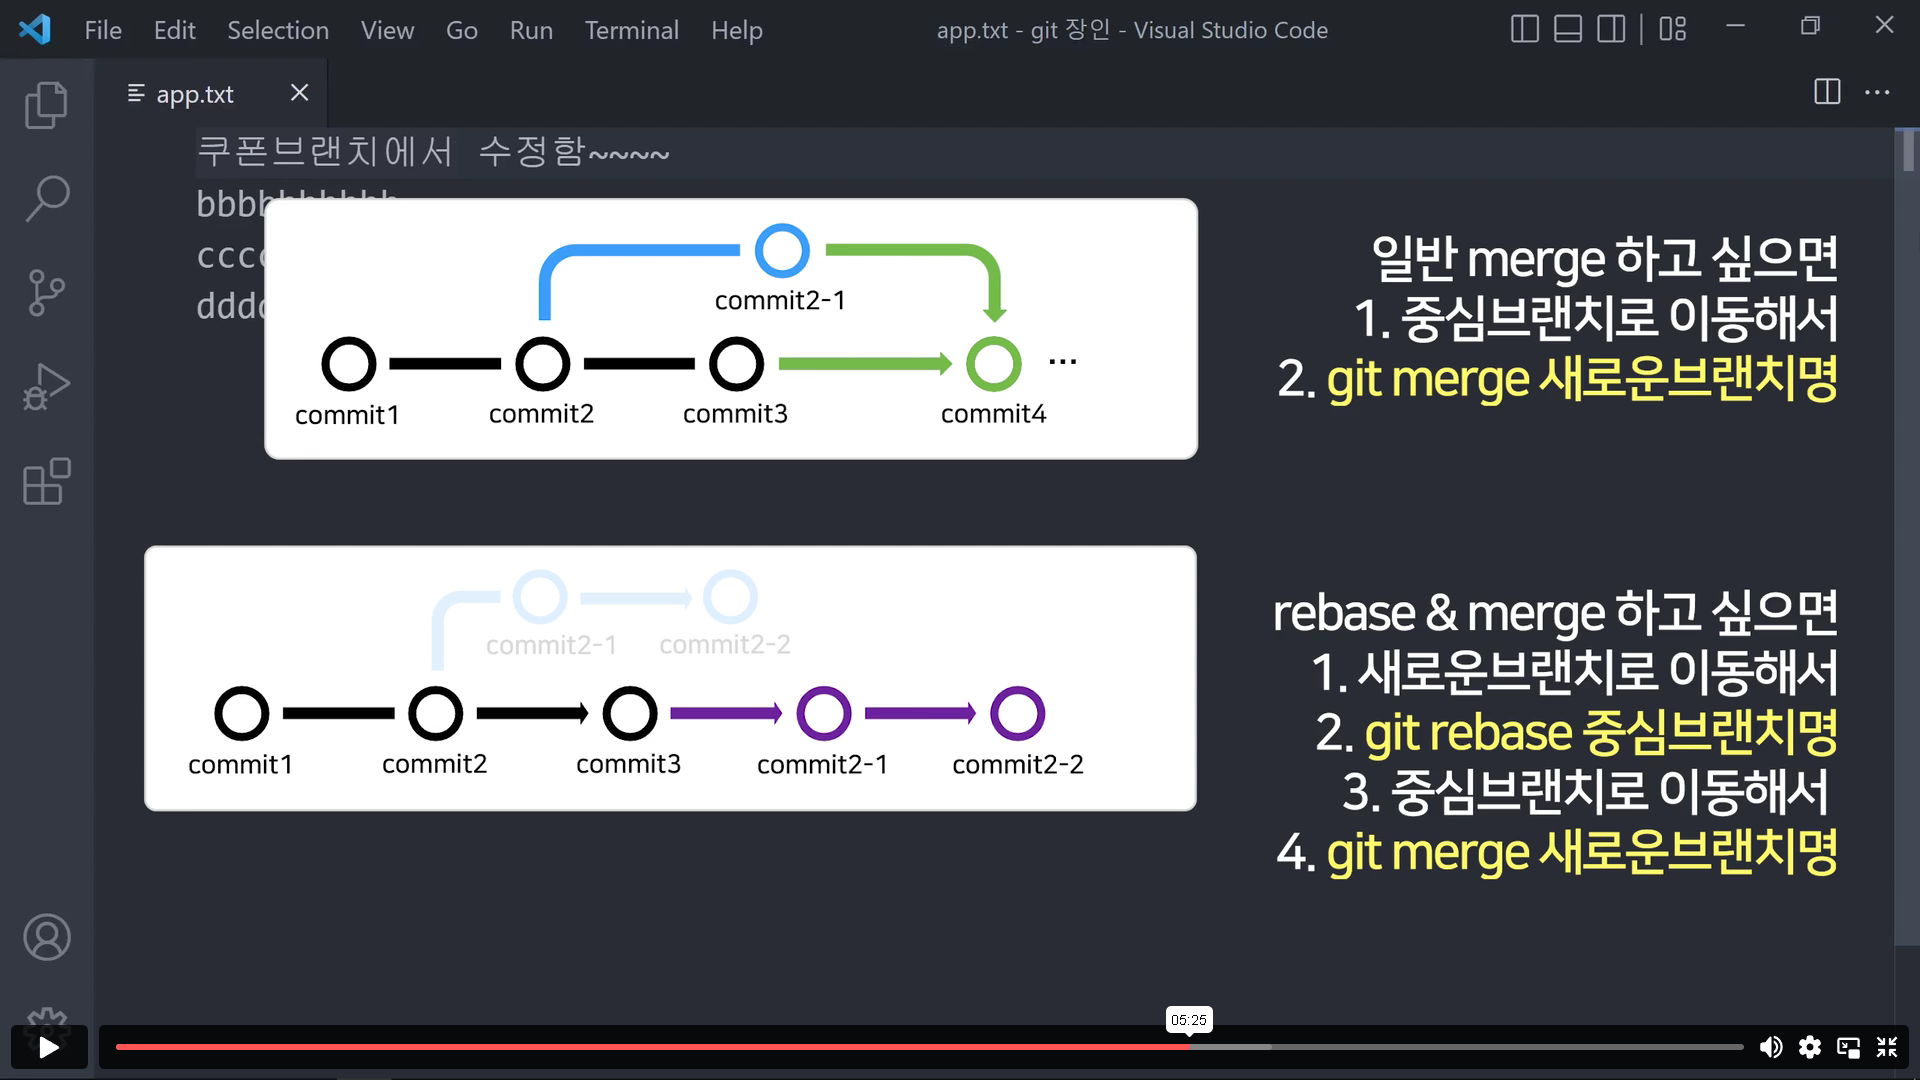 File Edit Selection View Go Run Terminal Help
app.txt - git 장인 - Visual Studio Code
app.txt
쿠폰브랜치에서 수정함~~~~
commit2-1
commit1 commit2 commit3 commit4
...
일반 merge 하고 싶으면
1. 중심브랜치로 이동해서
2. git merge 새로운브랜치명
commit2-1 commit2-2
commit1 commit2 commit3 commit2-1 commit2-2
rebase & merge 하고 싶으면
1. 새로운브랜치로 이동해서
2. git rebase 중심브랜치명
3. 중심브랜치로 이동해서
4. git merge 새로운브랜치명
05:25